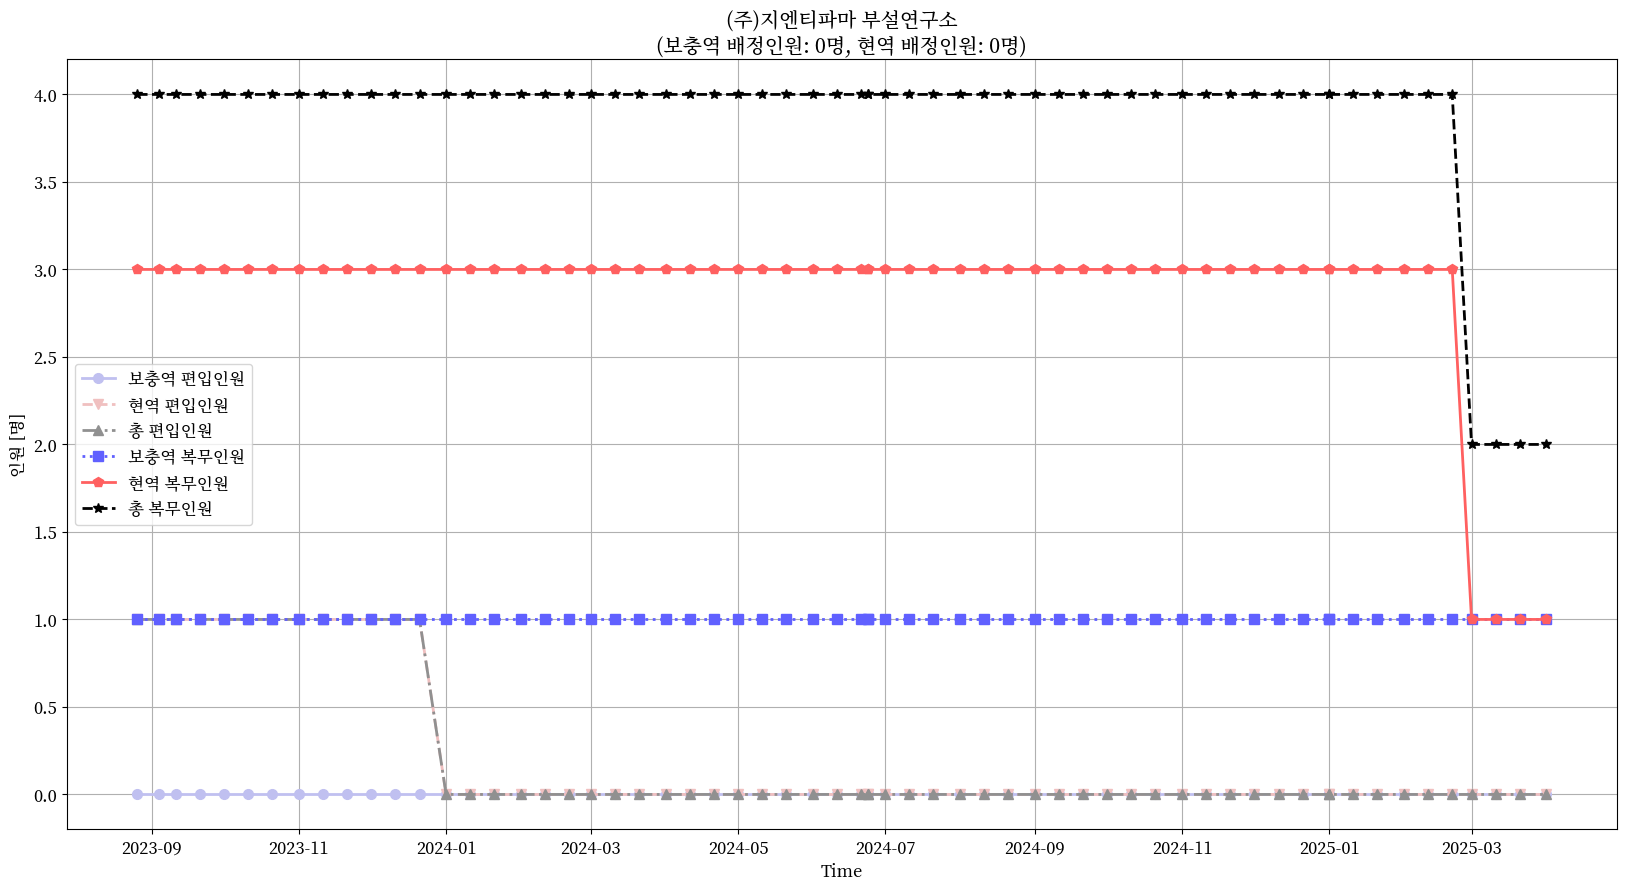 (주)지엔티파마 부설연구소
(보충역 배정인원: 0명, 현역 배정인원: 0명)
4.0
3.5
3.0
2.5
2.0
1.5
1.0
0.5
0.0
인원 [명]
보충역 편입인원
현역 편입인원
총 편입인원
보충역 복무인원
현역 복무인원
총 복무인원
2023-09 2023-11 2024-01 2024-03 2024-05 2024-07 2024-09 2024-11 2025-01 2025-03
Time